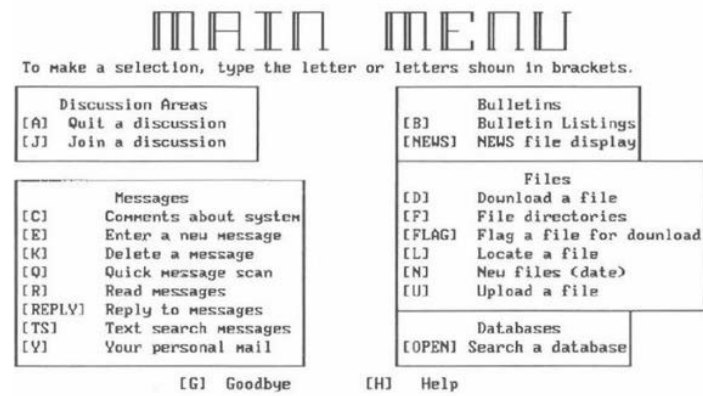 MAIN MENU
To make a selection, type the letter or letters shown in brackets.
Discussion Areas
[A] Quit a discussion
[J] Join a discussion
Messages
[C] Comments about system
[E] Enter a new message
[K] Delete a message
[Q] Quick message scan
[R] Read messages
[REPLY] Reply to messages
[TS] Text search messages
[Y] Your personal mail
Bulletins
[B] Bulletin Listings
[NEWS] NEWS file display
Files
[D] Download a file
[F] File directories
[FLAG] Flag a file for download
[L] Locate a file
[N] New files (date)
[U] Upload a file
Databases
[OPEN] Search a database
[G] Goodbye [H] Help